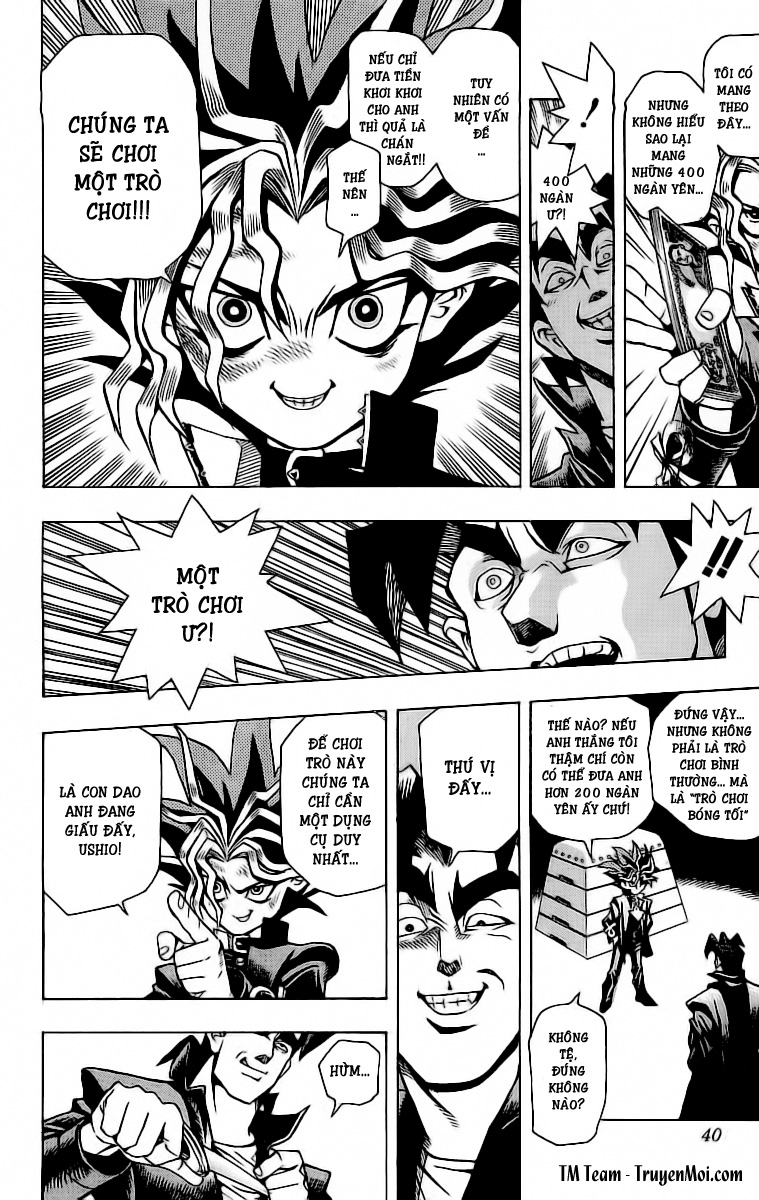 TÔI CÓ
MANG
THEO
ĐÂY...
NHƯNG
KHÔNG HIỂU
SAO LẠI
MANG
NHỮNG 400
NGÀN YÊN...
!
400
NGÀN
Ư?!
TUY
NHIÊN CÓ
MỘT VẤN
ĐỀ
...
NẾU CHỈ
ĐƯA TIỀN
KHƠI KHƠI
CHO ANH
THÌ QUẢ LÀ
CHÁN
NGẮT!!
THẾ
NÊN
...
CHÚNG TA
SẼ CHƠI
MỘT TRÒ
CHƠI!!!
!!
MỘT
TRÒ CHƠI
Ư?!
ĐÚNG VẬY...
NHƯNG KHÔNG
PHẢI LÀ TRÒ
CHƠI BÌNH
THƯỜNG... MÀ
LÀ "TRÒ CHƠI
BÓNG TỐI"
THẾ NÀO? NẾU
ANH THẮNG TÔI
THẬM CHÍ CÒN
CÓ THỂ ĐƯA ANH
HƠN 200 NGÀN
YÊN ẤY CHỨ!
KHÔNG
TỆ,
ĐÚNG
KHÔNG
NÀO?
THÚ VỊ
ĐẤY...
ĐỂ CHƠI
TRÒ NÀY
CHÚNG TA
CHỈ CẦN
MỘT DỤNG
CỤ DUY
NHẤT...
LÀ CON DAO
ANH ĐANG
GIẤU ĐẤY,
USHIO!
HỪM...
40
TM Team - TruyenMoi.com